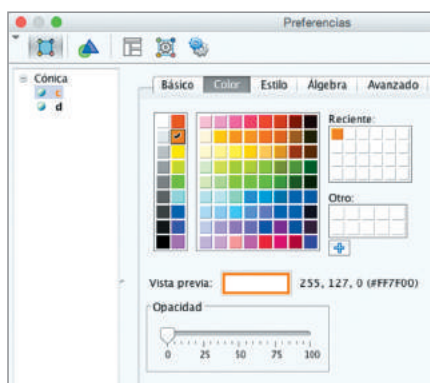 Preferencias
Cónica
c
d
Básico Color Estilo Álgebra Avanzado
Reciente:
Otro:
Vista previa: 255, 127, 0 (#FF7F00)
Opacidad
0 25 50 75 100